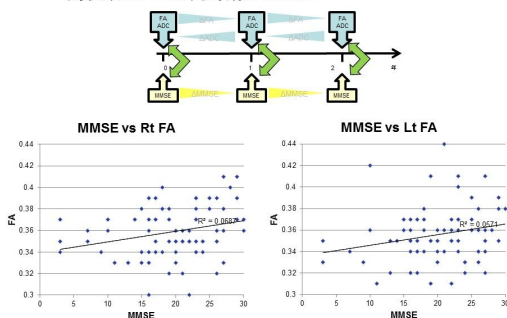 FA ADC
ΔFA
ΔADC
FA ADC
ΔFA
ΔADC
FA ADC
0
1
2
年
MMSE
ΔMMSE
MMSE
ΔMMSE
MMSE
MMSE vs Rt FA
0.44
0.42
0.4
0.38
0.36
0.34
0.32
0.3
FA
R² = 0.0687
0
5
10
15
20
25
30
MMSE
MMSE vs Lt FA
0.44
0.42
0.4
0.38
0.36
0.34
0.32
0.3
FA
R² = 0.0571
0
5
10
15
20
25
30
MMSE